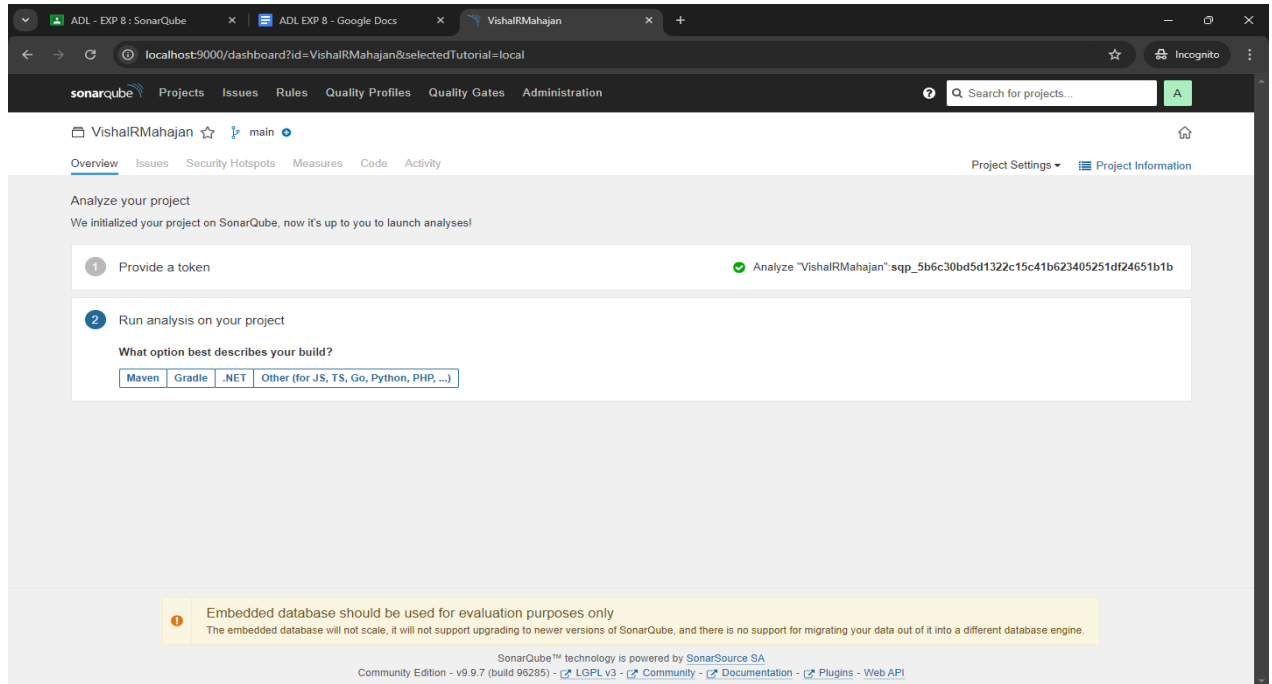 ADL - EXP 8 : SonarQube
ADL EXP 8 - Google Docs
VishalRMahajan
localhost:9000/dashboard?id=VishalRMahajan&selectedTutorial=local
Incognito
sonarqube Projects Issues Rules Quality Profiles Quality Gates Administration
Search for projects...
A
VishalRMahajan main
Overview Issues Security Hotspots Measures Code Activity
Project Settings Project Information
Analyze your project
We initialized your project on SonarQube, now it's up to you to launch analyses!
1 Provide a token
Analyze "VishalRMahajan":sqp_5b6c30bd5d1322c15c41b623405251df24651b1b
2 Run analysis on your project
What option best describes your build?
Maven Gradle .NET Other (for JS, TS, Go, Python, PHP, ...)
Embedded database should be used for evaluation purposes only
The embedded database will not scale, it will not support upgrading to newer versions of SonarQube, and there is no support for migrating your data out of it into a different database engine.
SonarQube™ technology is powered by SonarSource SA
Community Edition - v9.9.7 (build 96285) - LGPL v3 - Community - Documentation - Plugins - Web API